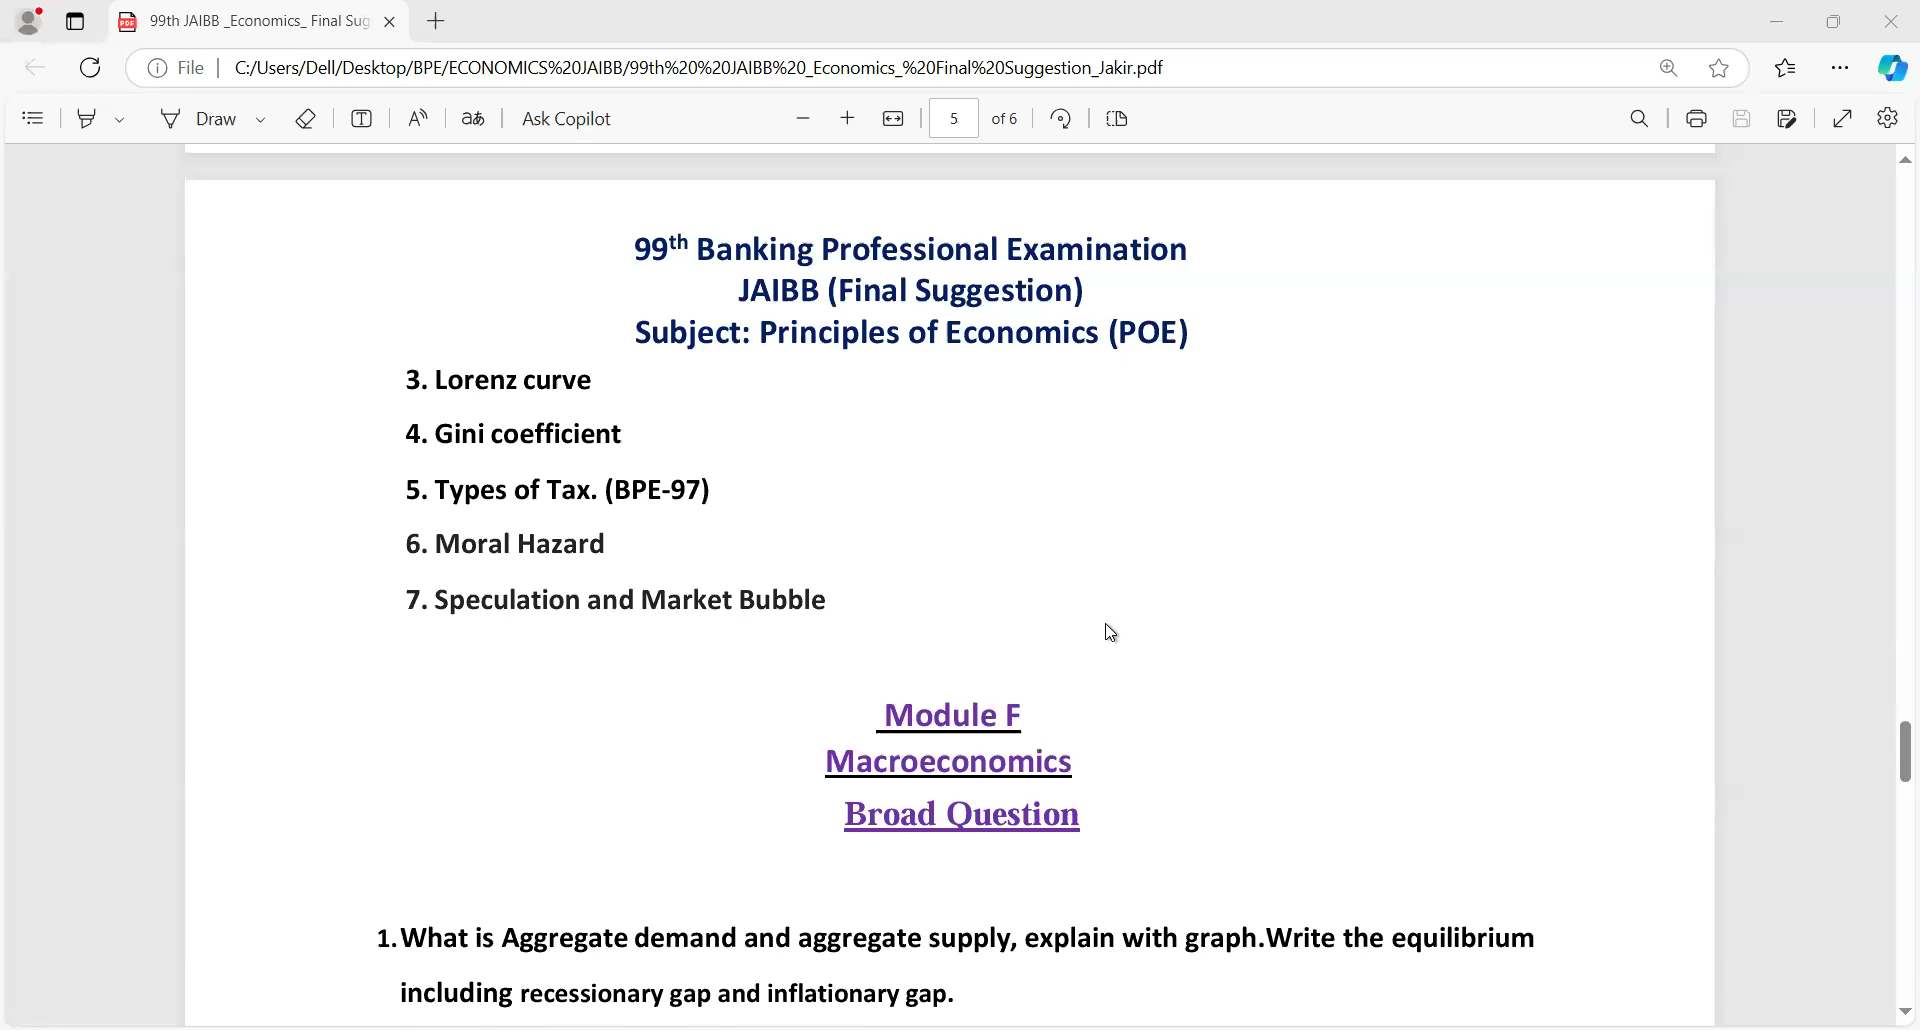 99th JAIBB _Economics_ Final Sug
File
C:/Users/Dell/Desktop/BPE/ECONOMICS%20JAIBB/99th%20%20JAIBB%20_Economics_%20Final%20Suggestion_Jakir.pdf
Draw
Ask Copilot
5 of 6
99th Banking Professional Examination
JAIBB (Final Suggestion)
Subject: Principles of Economics (POE)
3. Lorenz curve
4. Gini coefficient
5. Types of Tax. (BPE-97)
6. Moral Hazard
7. Speculation and Market Bubble
Module F
Macroeconomics
Broad Question
1.What is Aggregate demand and aggregate supply, explain with graph.Write the equilibrium
including recessionary gap and inflationary gap.